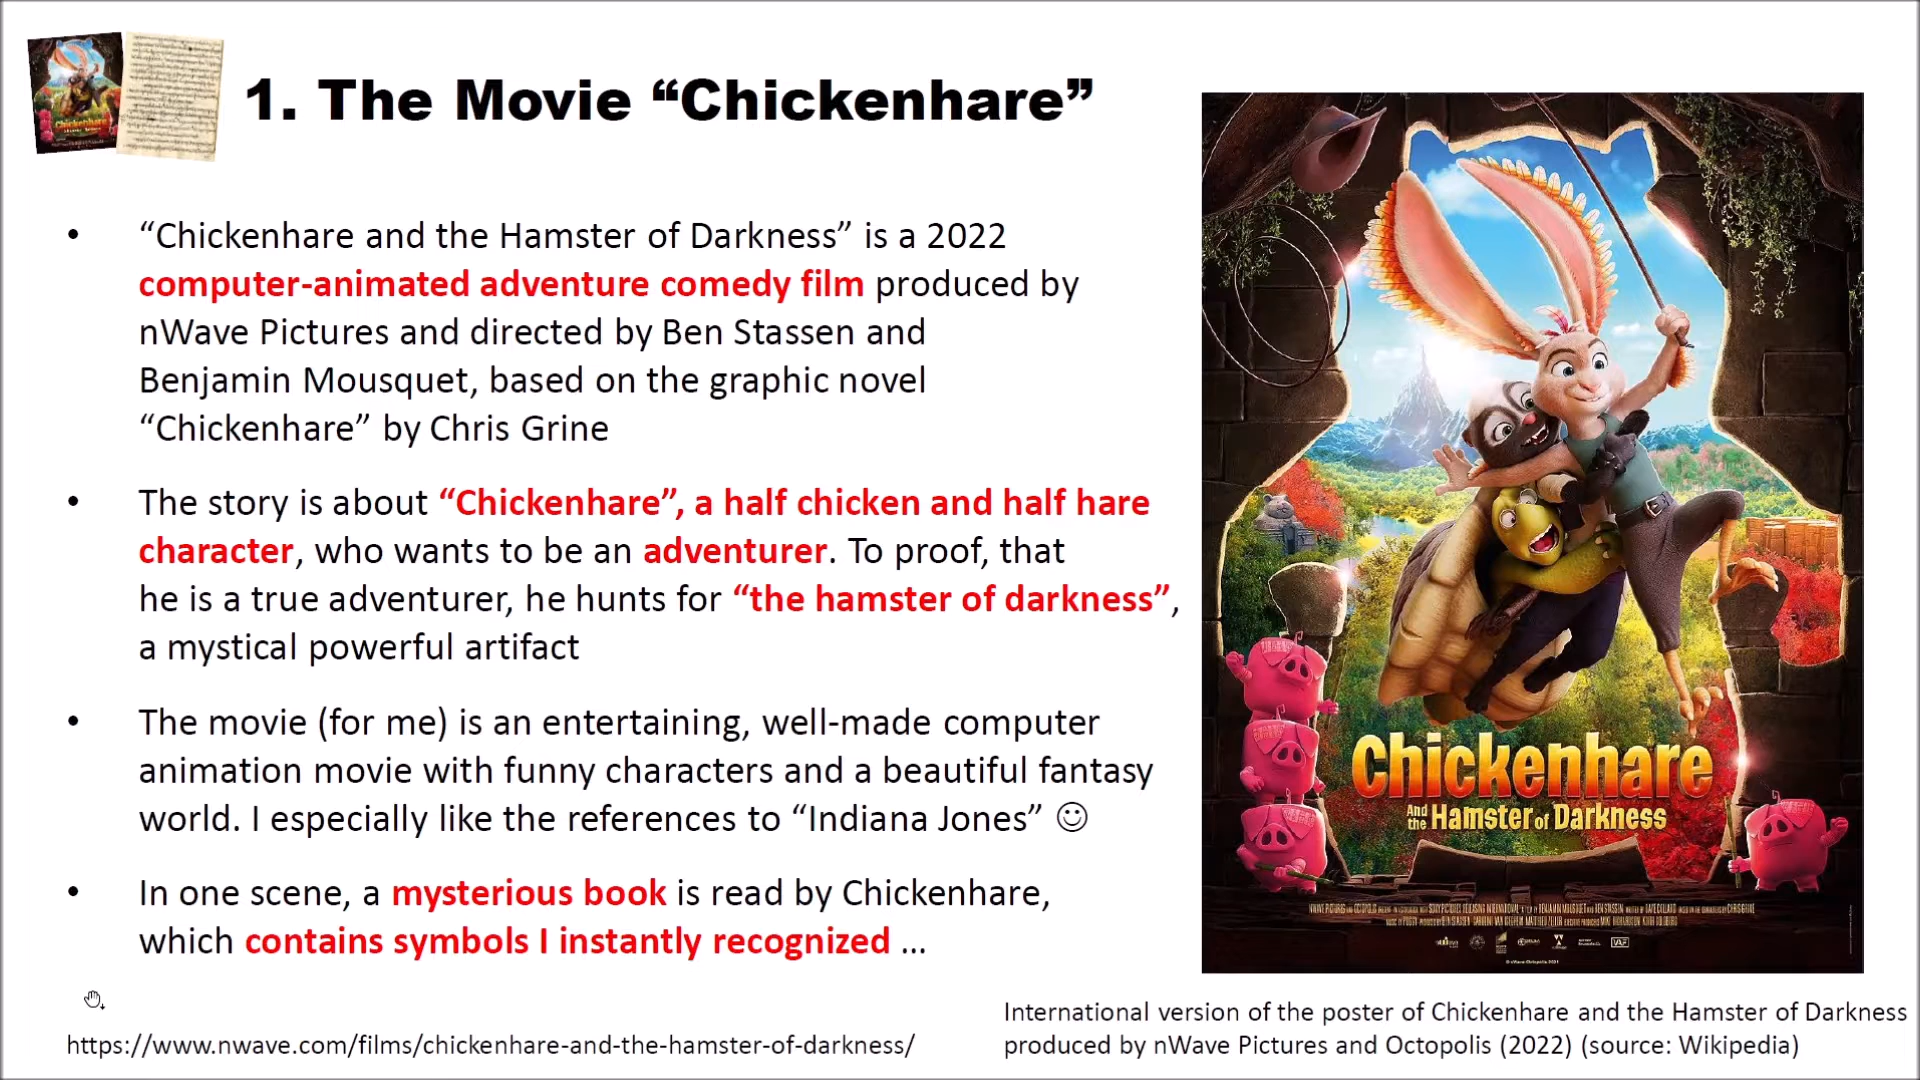 1. The Movie “Chickenhare”
• “Chickenhare and the Hamster of Darkness” is a 2022
computer-animated adventure comedy film produced by
nWave Pictures and directed by Ben Stassen and
Benjamin Mousquet, based on the graphic novel
“Chickenhare” by Chris Grine
• The story is about “Chickenhare”, a half chicken and half hare
character, who wants to be an adventurer. To proof, that
he is a true adventurer, he hunts for “the hamster of darkness”,
a mystical powerful artifact
• The movie (for me) is an entertaining, well-made computer
animation movie with funny characters and a beautiful fantasy
world. I especially like the references to “Indiana Jones” ☺
• In one scene, a mysterious book is read by Chickenhare,
which contains symbols I instantly recognized ...
https://www.nwave.com/films/chickenhare-and-the-hamster-of-darkness/
Chickenhare
And the Hamster of Darkness
International version of the poster of Chickenhare and the Hamster of Darkness
produced by nWave Pictures and Octopolis (2022) (source: Wikipedia)